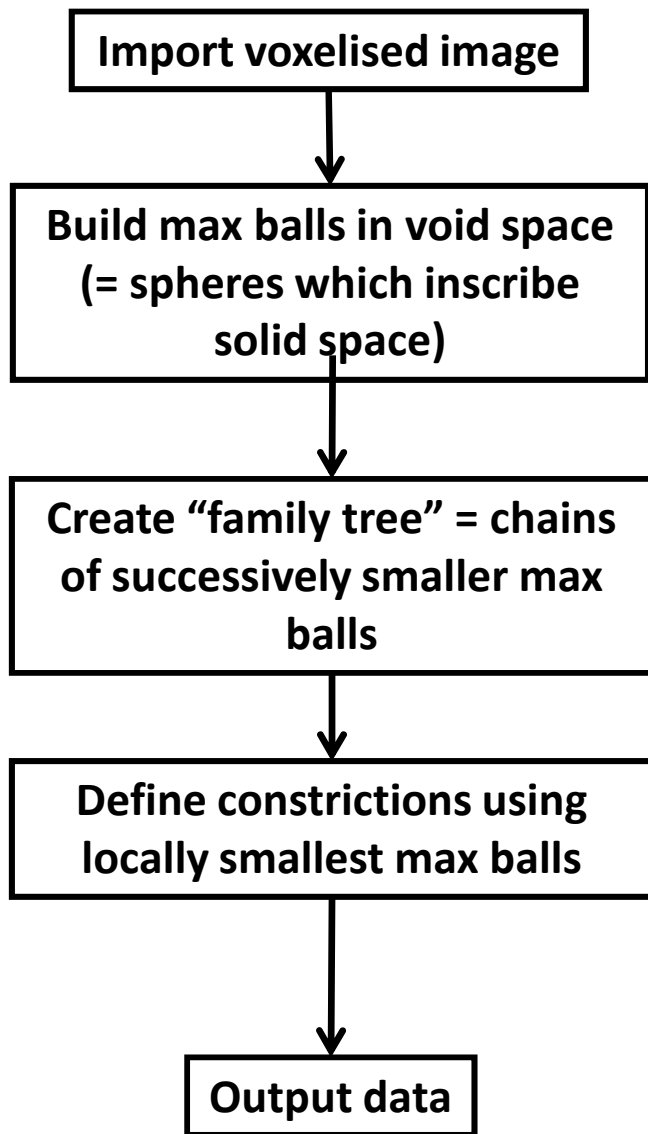 Import voxelised image
Build max balls in void space
(= spheres which inscribe
solid space)
Create “family tree” = chains
of successively smaller max
balls
Define constrictions using
locally smallest max balls
Output data